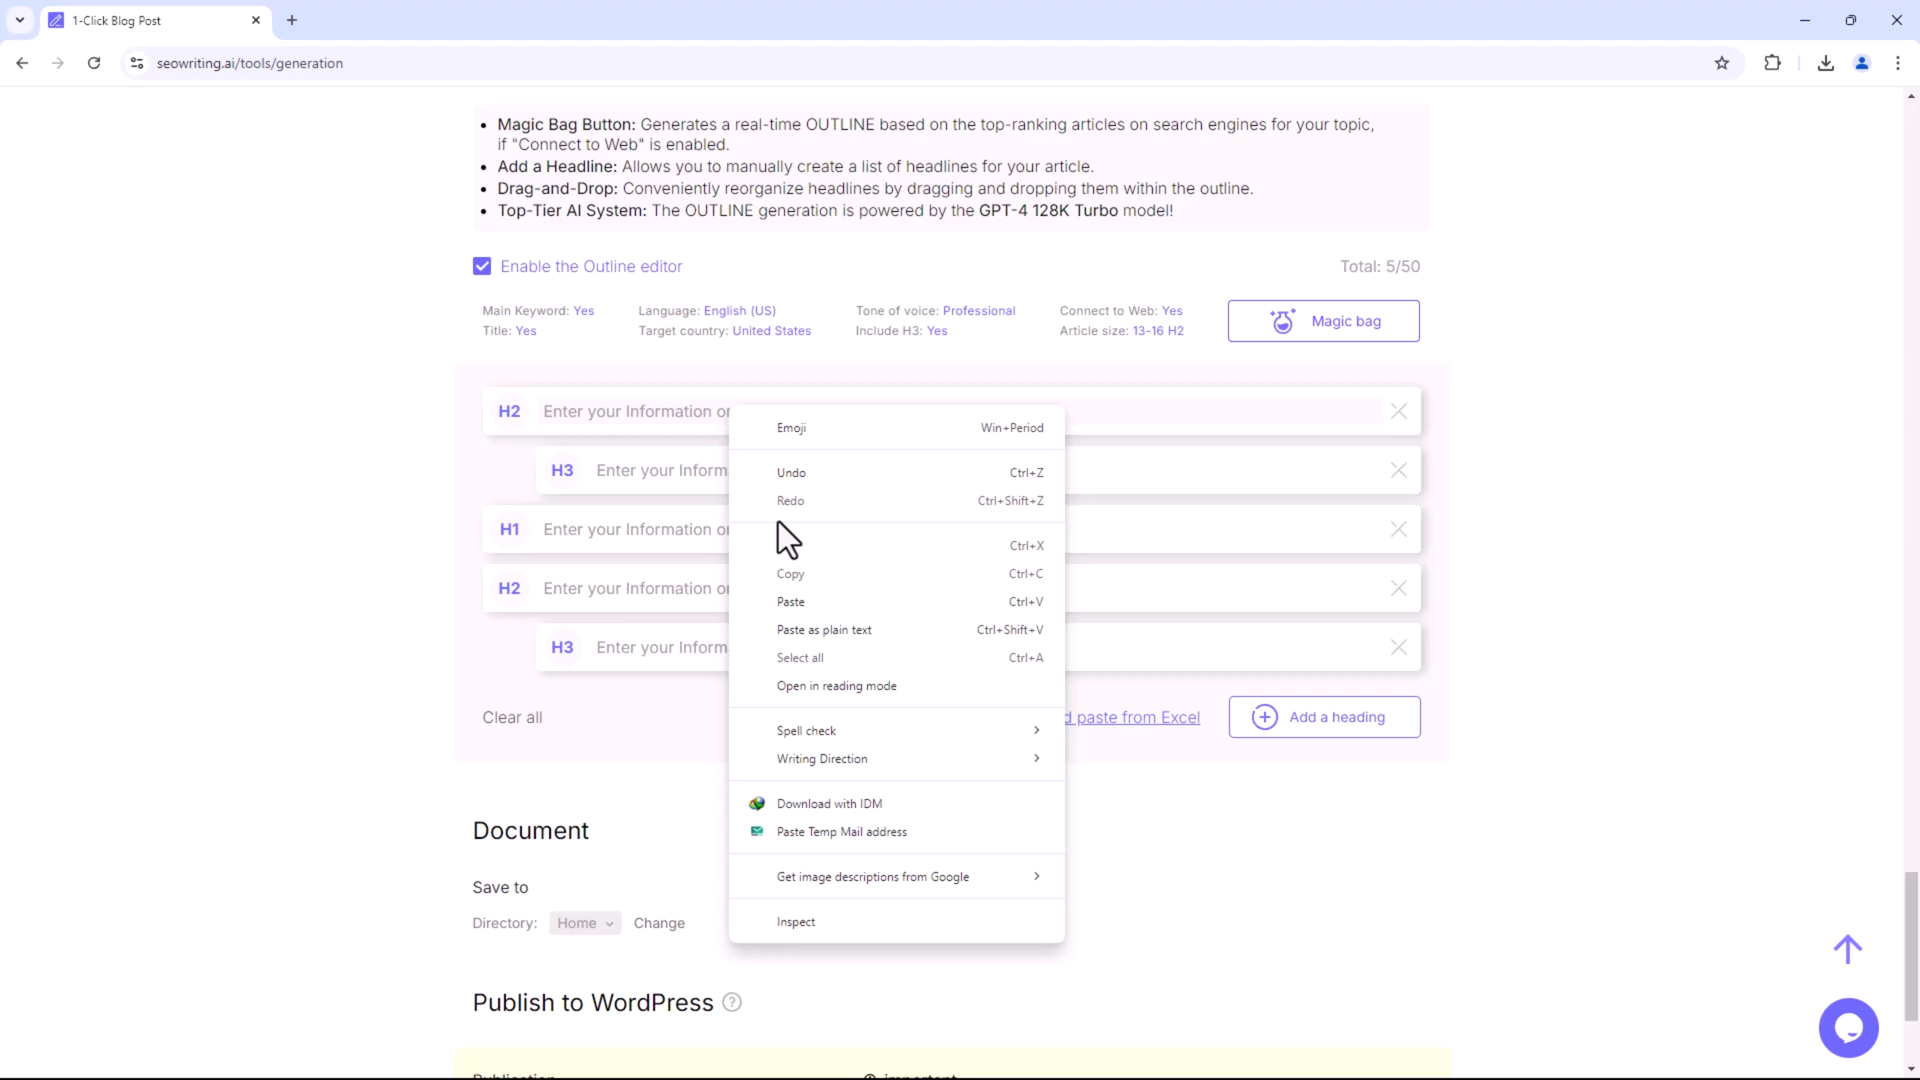 1-Click Blog Post
seowriting.ai/tools/generation
• Magic Bag Button: Generates a real-time OUTLINE based on the top-ranking articles on search engines for your topic,
if "Connect to Web" is enabled.
• Add a Headline: Allows you to manually create a list of headlines for your article.
• Drag-and-Drop: Conveniently reorganize headlines by dragging and dropping them within the outline.
• Top-Tier AI System: The OUTLINE generation is powered by the GPT-4 128K Turbo model!
Enable the Outline editor
Total: 5/50
Main Keyword: Yes
Title: Yes
Language: English (US)
Target country: United States
Tone of voice: Professional
Include H3: Yes
Connect to Web: Yes
Article size: 13-16 H2
Magic bag
H2 Enter your Information or
H3 Enter your Inform
H1 Enter your Information
H2 Enter your Information
H3 Enter your Inform
Clear all
paste from Excel
Add a heading
Emoji Win+Period
Undo Ctrl+Z
Redo Ctrl+Shift+Z
Ctrl+X
Copy Ctrl+C
Paste Ctrl+V
Paste as plain text Ctrl+Shift+V
Select all Ctrl+A
Open in reading mode
Spell check
Writing Direction
Download with IDM
Paste Temp Mail address
Get image descriptions from Google
Inspect
Document
Save to
Directory: Home Change
Publish to WordPress ?